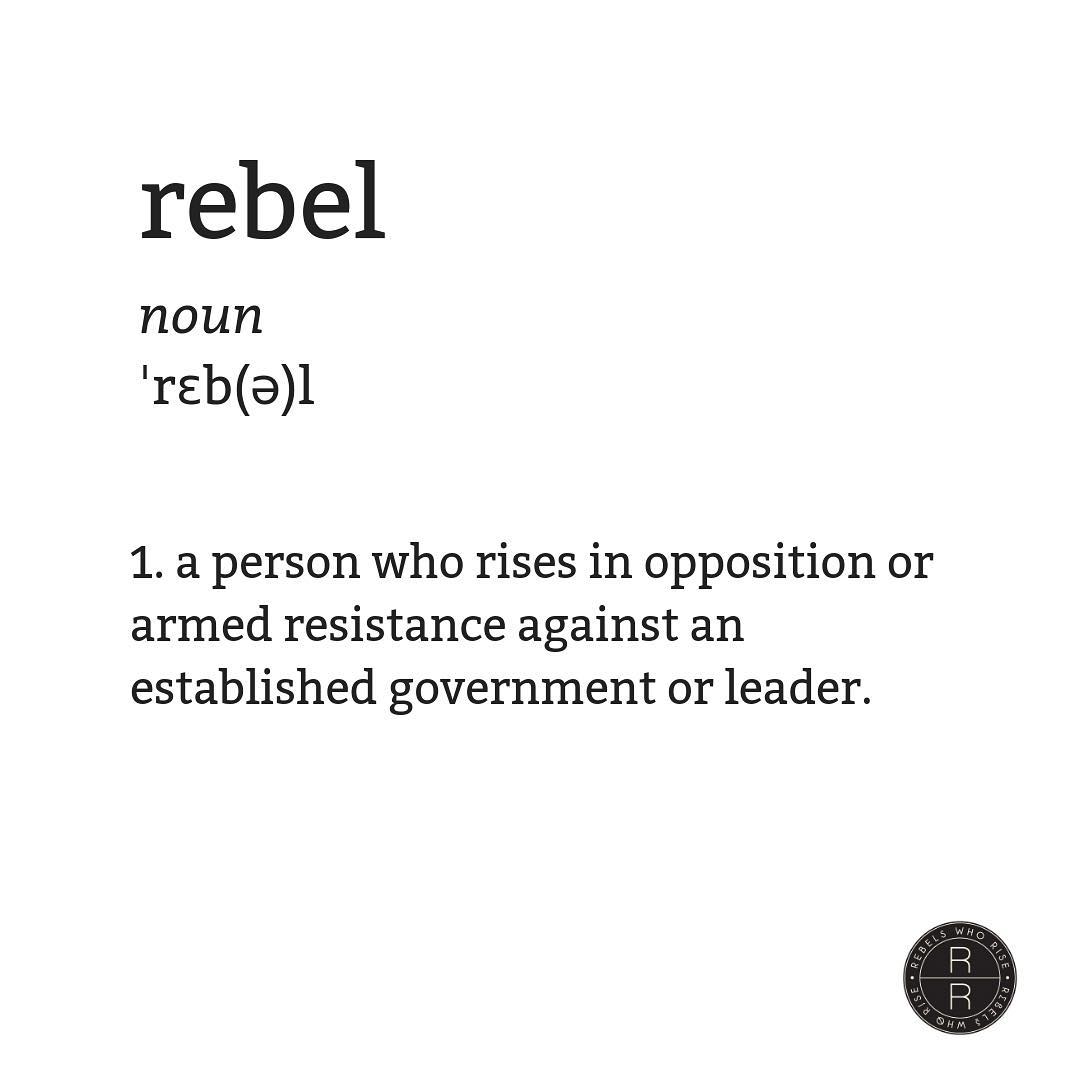 rebel
noun
ˈrɛb(ə)l
1. a person who rises in opposition or
armed resistance against an
established government or leader.
REBELS WHO RISE • REBELS WHO RISE •
R
R